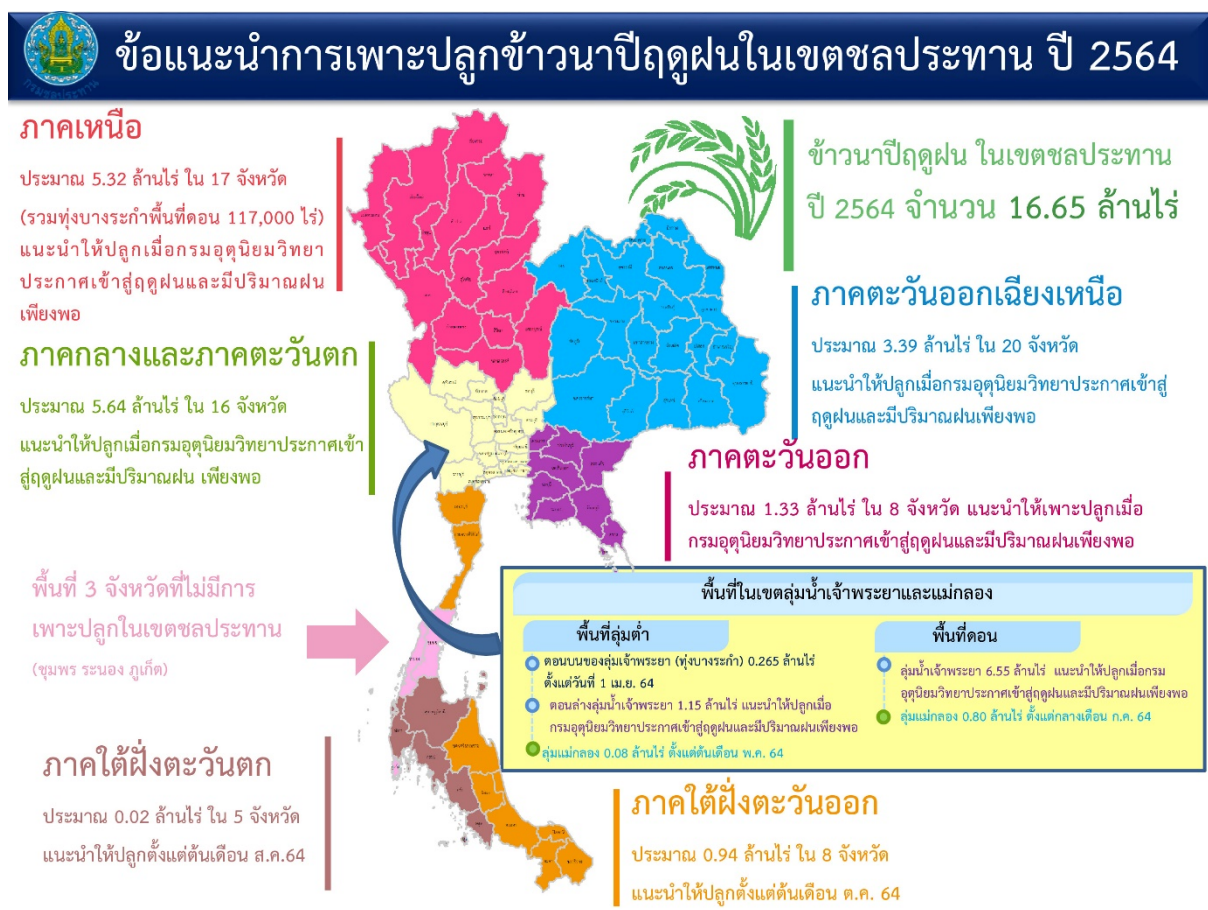 ข้อแนะนำการเพาะปลูกข้าวนาปีฤดูฝนในเขตชลประทาน ปี 2564
กรมชลประทาน
ภาคเหนือ
ประมาณ 5.32 ล้านไร่ ใน 17 จังหวัด
(รวมทุ่งบางระกำพื้นที่ดอน 117,000 ไร่)
แนะนำให้ปลูกเมื่อกรมอุตุนิยมวิทยา
ประกาศเข้าสู่ฤดูฝนและมีปริมาณฝน
เพียงพอ
ข้าวนาปีฤดูฝน ในเขตชลประทาน
ปี 2564 จำนวน 16.65 ล้านไร่
ภาคตะวันออกเฉียงเหนือ
ประมาณ 3.39 ล้านไร่ ใน 20 จังหวัด
แนะนำให้ปลูกเมื่อกรมอุตุนิยมวิทยาประกาศเข้าสู่
ฤดูฝนและมีปริมาณฝนเพียงพอ
ภาคกลางและภาคตะวันตก
ประมาณ 5.64 ล้านไร่ ใน 16 จังหวัด
แนะนำให้ปลูกเมื่อกรมอุตุนิยมวิทยาประกาศเข้า
สู่ฤดูฝนและมีปริมาณฝน เพียงพอ
ภาคตะวันออก
ประมาณ 1.33 ล้านไร่ ใน 8 จังหวัด แนะนำให้เพาะปลูกเมื่อ
กรมอุตุนิยมวิทยาประกาศเข้าสู่ฤดูฝนและมีปริมาณฝนเพียงพอ
พื้นที่ 3 จังหวัดที่ไม่มีการ
เพาะปลูกในเขตชลประทาน
(ชุมพร ระนอง ภูเก็ต)
พื้นที่ในเขตลุ่มน้ำเจ้าพระยาและแม่กลอง
พื้นที่ลุ่มต่ำ
ตอนบนของลุ่มเจ้าพระยา (ทุ่งบางระกำ) 0.265 ล้านไร่
ตั้งแต่วันที่ 1 เม.ย. 64
ตอนล่างลุ่มน้ำเจ้าพระยา 1.15 ล้านไร่ แนะนำให้ปลูกเมื่อ
กรมอุตุนิยมวิทยาประกาศเข้าสู่ฤดูฝนและมีปริมาณฝนเพียงพอ
ลุ่มแม่กลอง 0.08 ล้านไร่ ตั้งแต่ต้นเดือน พ.ค. 64
พื้นที่ดอน
ลุ่มน้ำเจ้าพระยา 6.55 ล้านไร่ แนะนำให้ปลูกเมื่อกรม
อุตุนิยมวิทยาประกาศเข้าสู่ฤดูฝนและมีปริมาณฝนเพียงพอ
ลุ่มแม่กลอง 0.80 ล้านไร่ ตั้งแต่กลางเดือน ก.ค. 64
ภาคใต้ฝั่งตะวันตก
ประมาณ 0.02 ล้านไร่ ใน 5 จังหวัด
แนะนำให้ปลูกตั้งแต่ต้นเดือน ส.ค.64
ภาคใต้ฝั่งตะวันออก
ประมาณ 0.94 ล้านไร่ ใน 8 จังหวัด
แนะนำให้ปลูกตั้งแต่ต้นเดือน ต.ค. 64